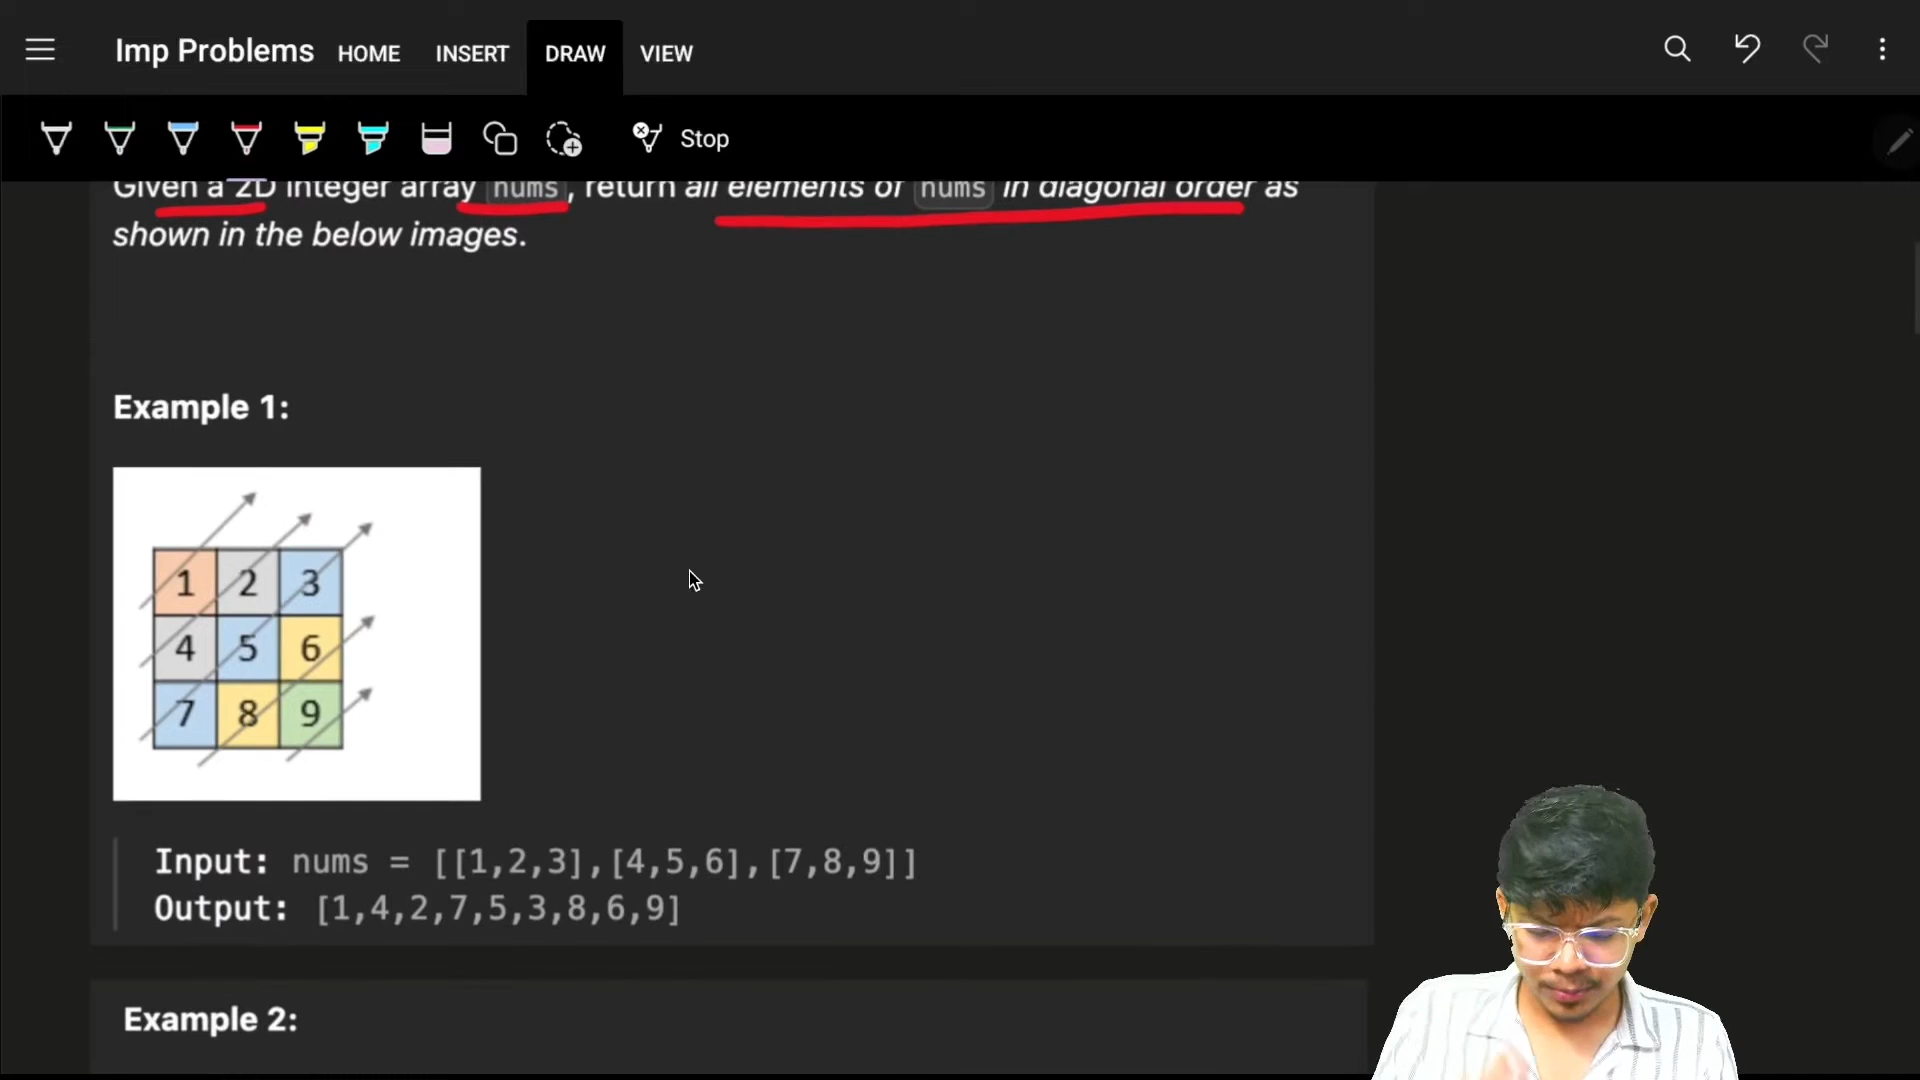 Imp Problems HOME INSERT DRAW VIEW
Stop
Given a 2D integer array nums, return all elements of nums in diagonal order as
shown in the below images.
Example 1:
1 2 3
4 5 6
7 8 9
Input: nums = [[1,2,3],[4,5,6],[7,8,9]]
Output: [1,4,2,7,5,3,8,6,9]
Example 2: